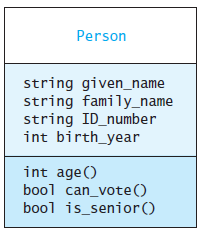 Person
string given_name
string family_name
string ID_number
int birth_year
int age()
bool can_vote()
bool is_senior()